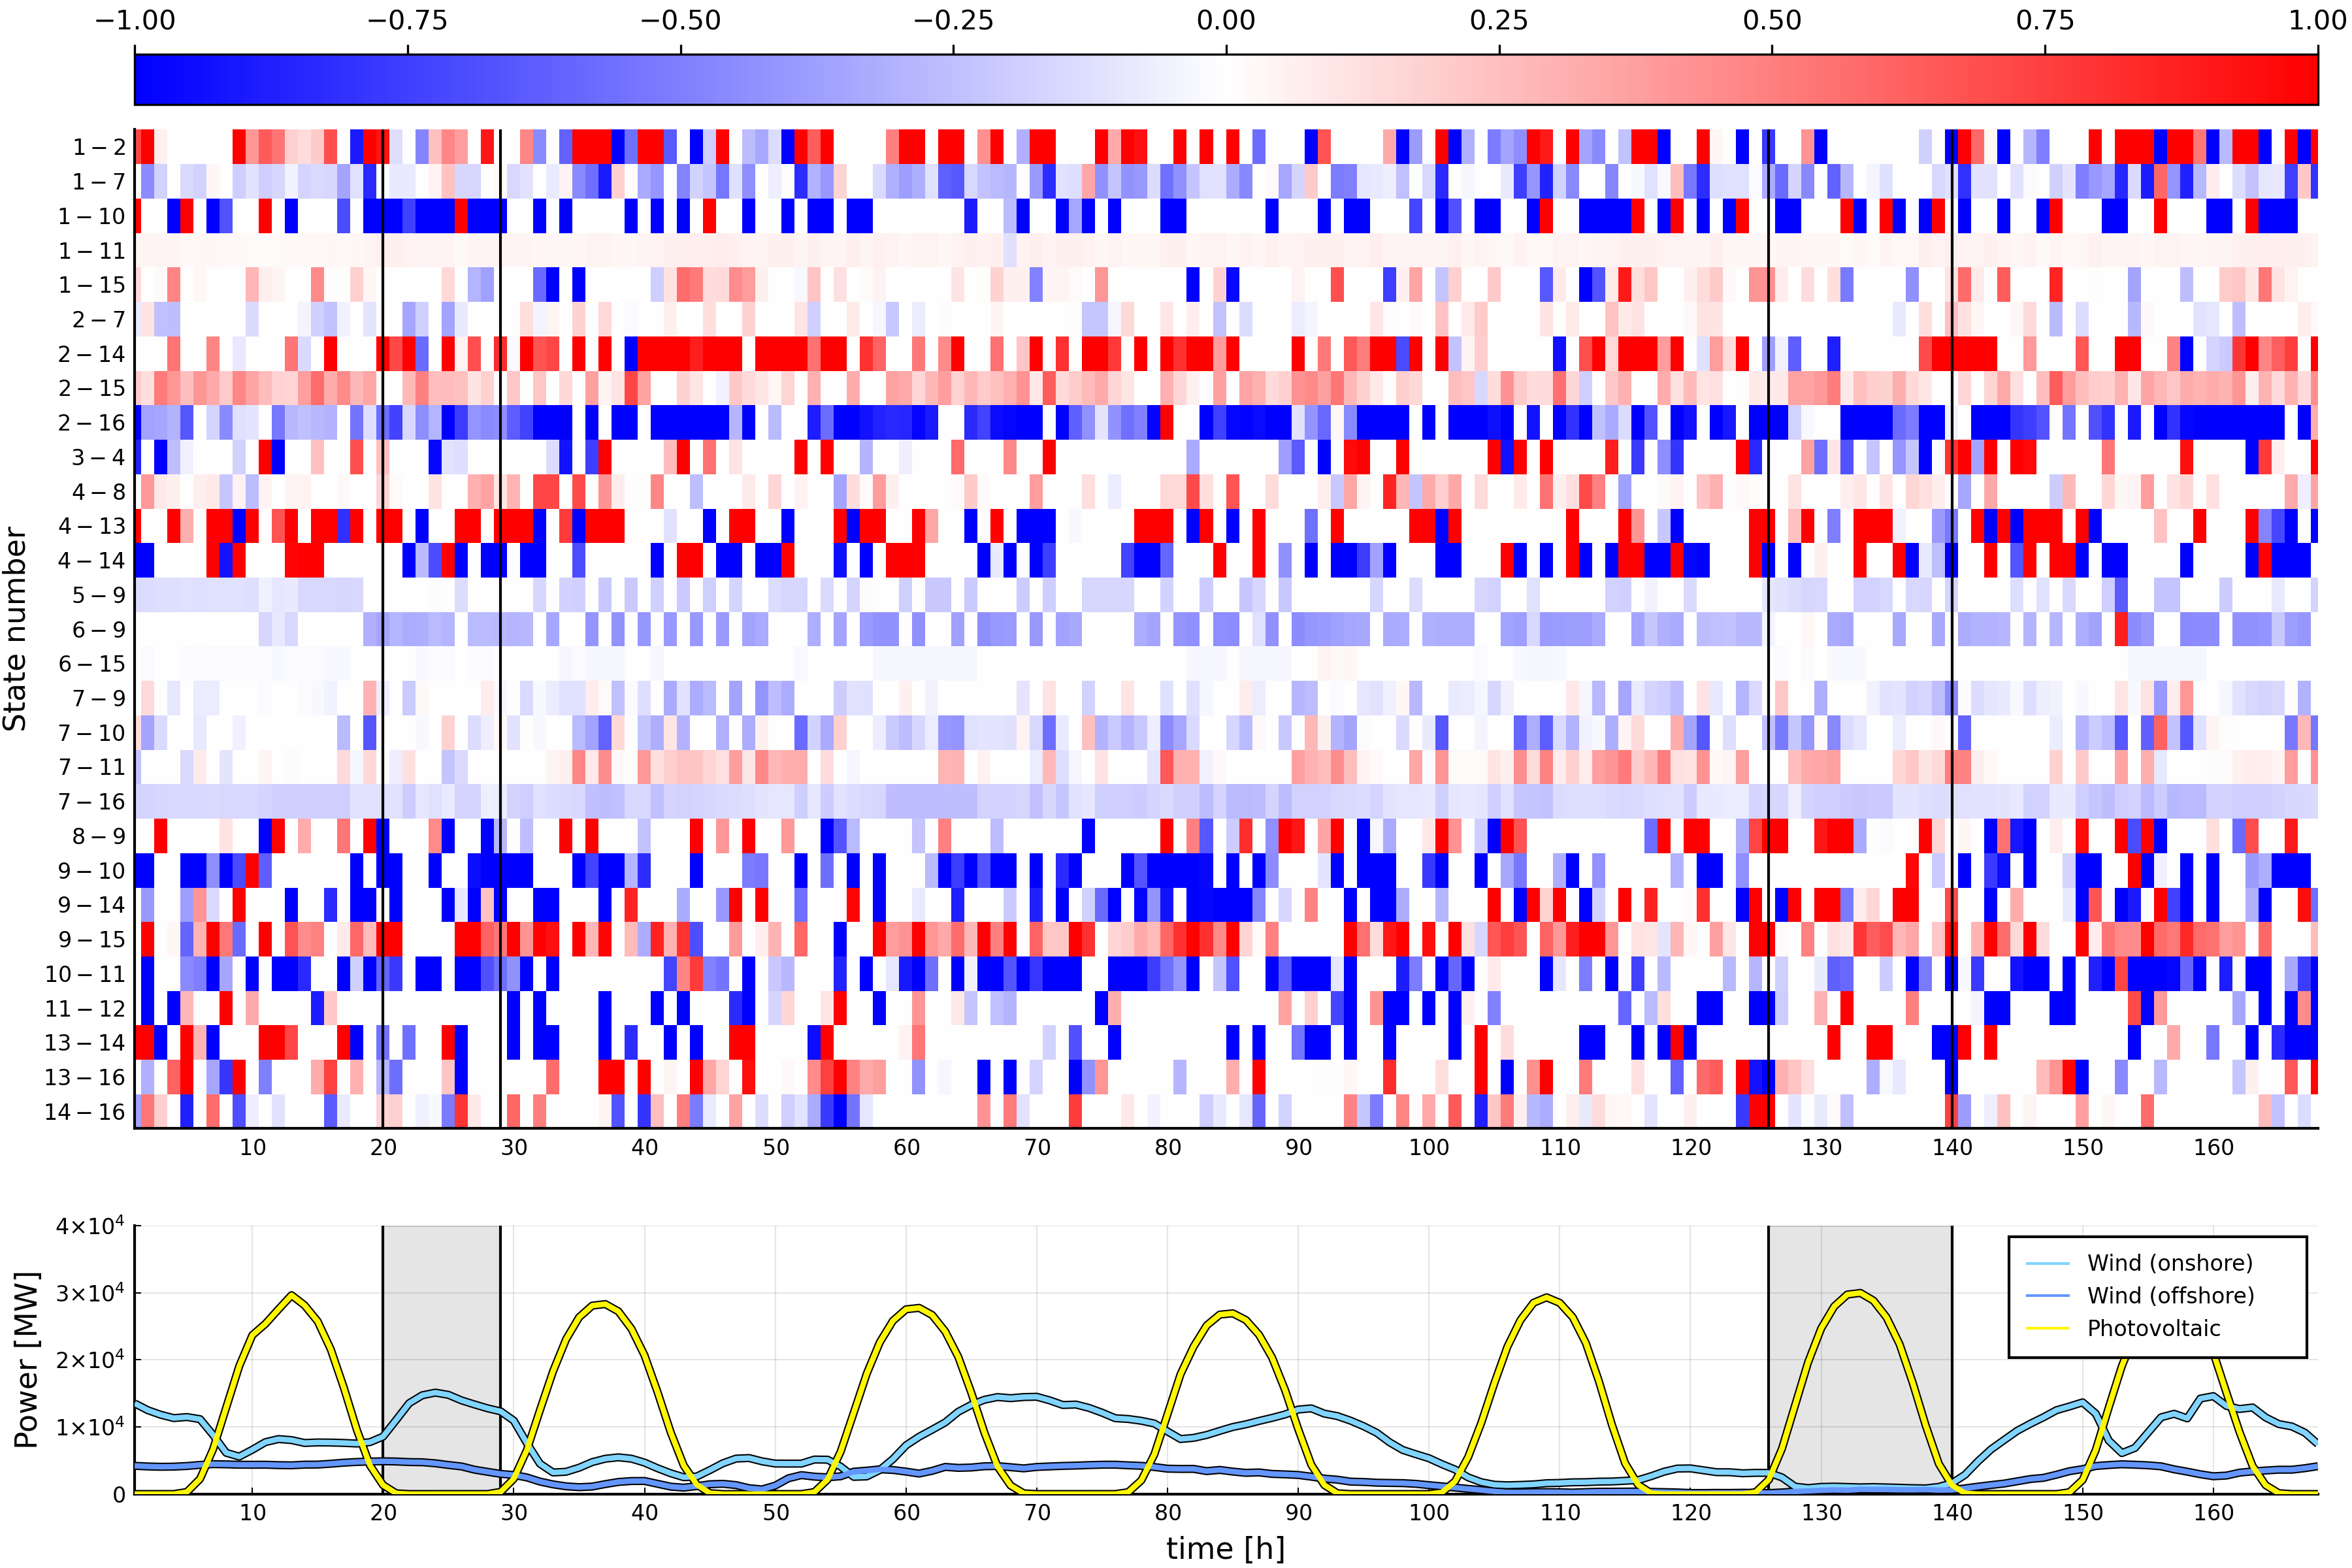 −1.00 −0.75 −0.50 −0.25 0.00 0.25 0.50 0.75 1.00
State number
1 − 2
1 − 7
1 − 10
1 − 11
1 − 15
2 − 7
2 − 14
2 − 15
2 − 16
3 − 4
4 − 8
4 − 13
4 − 14
5 − 9
6 − 9
6 − 15
7 − 9
7 − 10
7 − 11
7 − 16
8 − 9
9 − 10
9 − 14
9 − 15
10 − 11
11 − 12
13 − 14
13 − 16
14 − 16
10 20 30 40 50 60 70 80 90 100 110 120 130 140 150 160
Power [MW]
4×10⁴
3×10⁴
2×10⁴
1×10⁴
0
Wind (onshore)
Wind (offshore)
Photovoltaic
10 20 30 40 50 60 70 80 90 100 110 120 130 140 150 160
time [h]